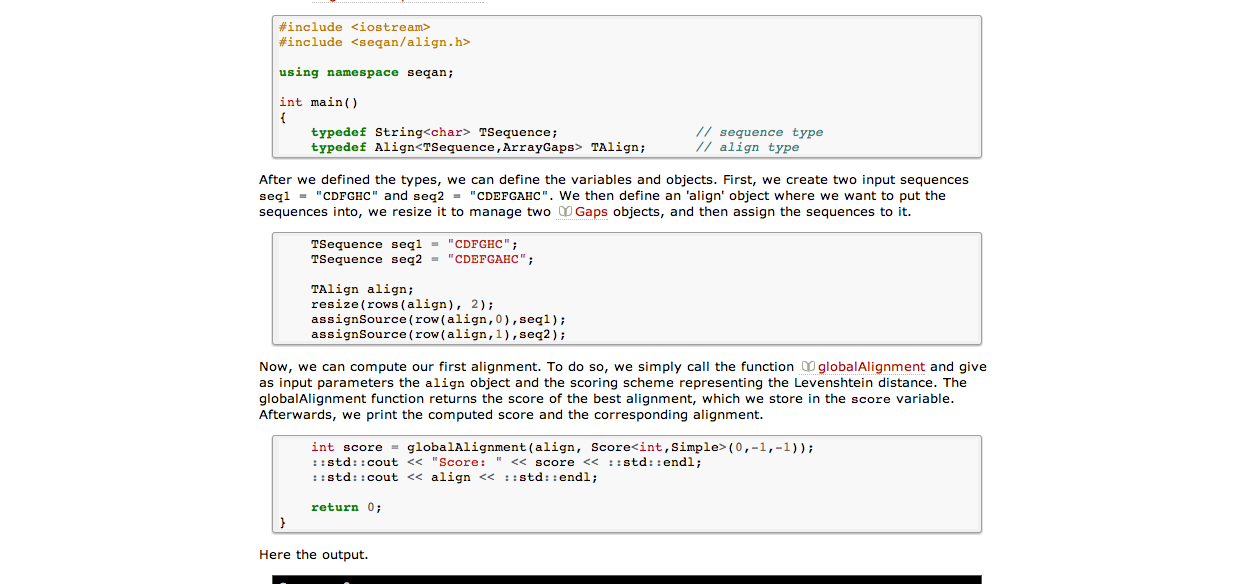 #include <iostream>
#include <seqan/align.h>
using namespace seqan;
int main()
{
    typedef String<char> TSequence;                 // sequence type
    typedef Align<TSequence,ArrayGaps> TAlign;      // align type
After we defined the types, we can define the variables and objects. First, we create two input sequences
seq1 = "CDFGHC" and seq2 = "CDEFGAHC". We then define an 'align' object where we want to put the
sequences into, we resize it to manage two Gaps objects, and then assign the sequences to it.
    TSequence seq1 = "CDFGHC";
    TSequence seq2 = "CDEFGAHC";
    TAlign align;
    resize(rows(align), 2);
    assignSource(row(align,0),seq1);
    assignSource(row(align,1),seq2);
Now, we can compute our first alignment. To do so, we simply call the function globalAlignment and give
as input parameters the align object and the scoring scheme representing the Levenshtein distance. The
globalAlignment function returns the score of the best alignment, which we store in the score variable.
Afterwards, we print the computed score and the corresponding alignment.
    int score = globalAlignment(align, Score<int,Simple>(0,-1,-1));
    ::std::cout << "Score: " << score << ::std::endl;
    ::std::cout << align << ::std::endl;
    return 0;
}
Here the output.